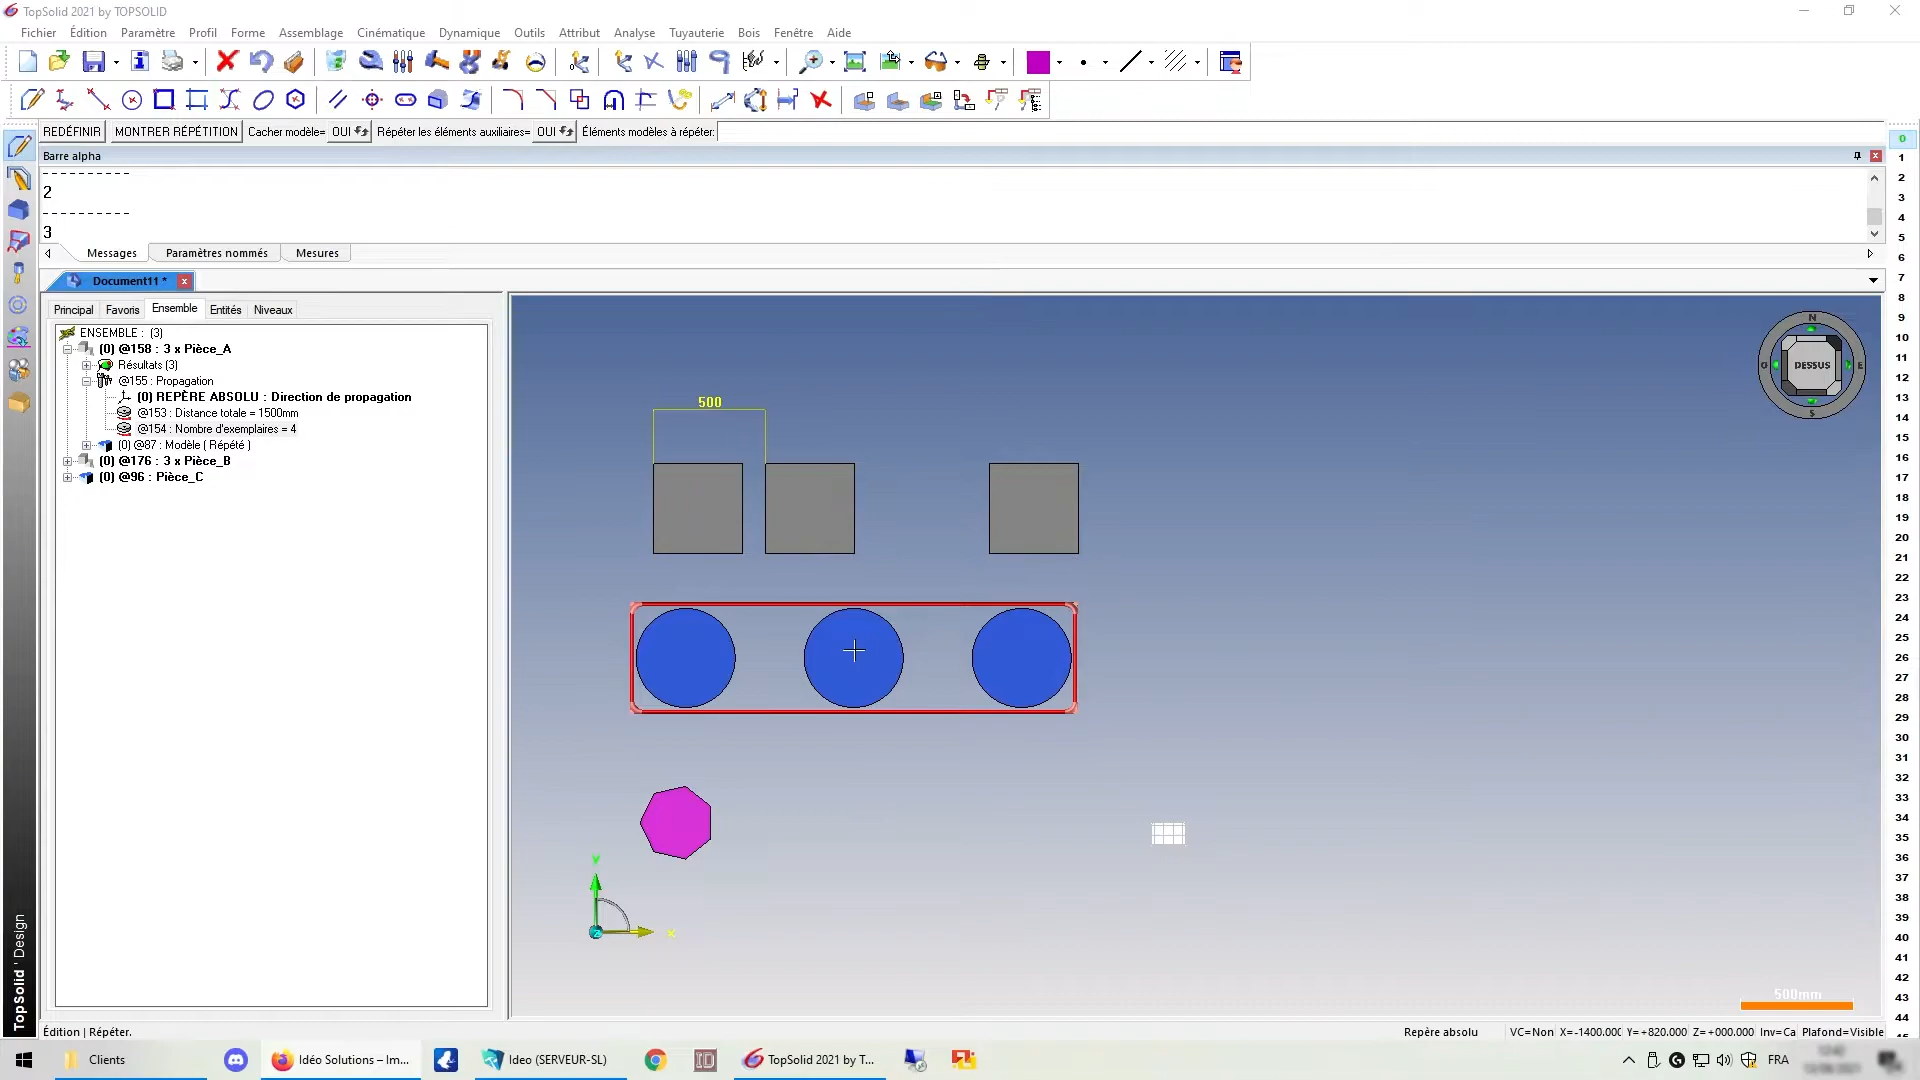 TopSolid 2021 by TOPSOLID
Fichier Édition Paramètre Profil Forme Assemblage Cinématique Dynamique Outils Attribut Analyse Tuyauterie Bois Fenêtre Aide
REDÉFINIR MONTRER RÉPÉTITION Cacher modèle= OUI Répéter les éléments auxiliaires= OUI Éléments modèles à répéter:
Barre alpha
----------
2
----------
3
Messages Paramètres nommés Mesures
Document11 *
Principal Favoris Ensemble Entités Niveaux
ENSEMBLE : (3)
(0) @158 : 3 x Pièce_A
Résultats (3)
@155 : Propagation
(0) REPÈRE ABSOLU : Direction de propagation
@153 : Distance totale = 1500mm
@154 : Nombre d'exemplaires = 4
(0) @87 : Modèle ( Répété )
(0) @176 : 3 x Pièce_B
(0) @96 : Pièce_C
500
N
O DESSUS E
S
Y
Z X
500mm
0
1
2
3
4
5
6
7
8
9
10
11
12
13
14
15
16
17
18
19
20
21
22
23
24
25
26
27
28
29
30
31
32
33
34
35
36
37
38
39
40
41
42
43
44
TopSolid'Design
Édition | Répéter. Repère absolu VC=Non X=-1400.000 Y=+820.000 Z=+000.000 Inv=Ca Plafond=Visible
Clients Idéo Solutions – Im... Ideo (SERVEUR-SL) ID TopSolid 2021 by T... FRA